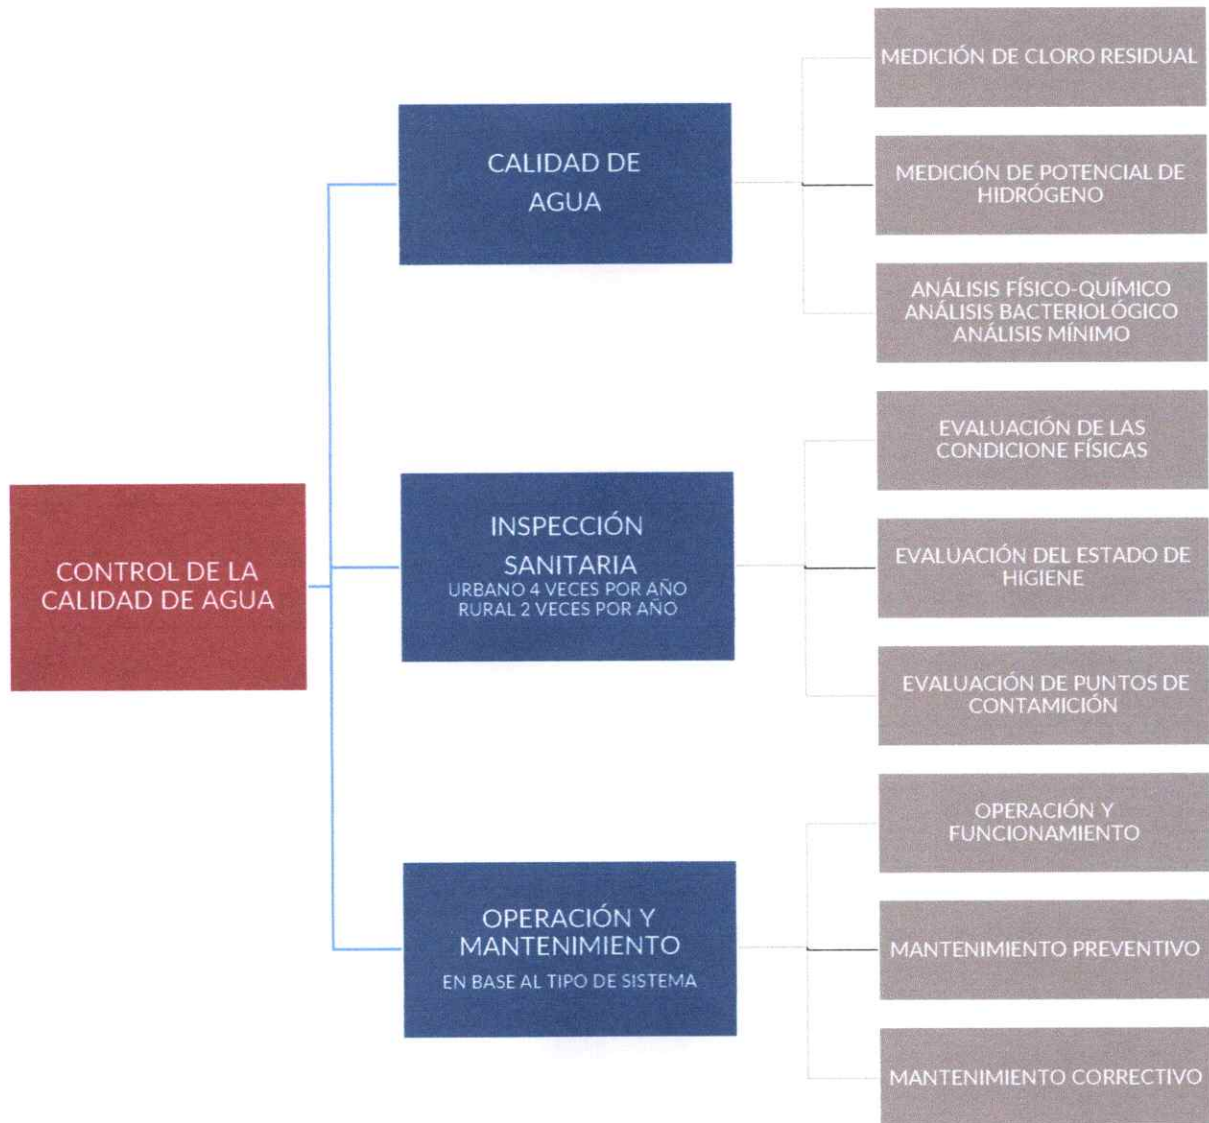 CONTROL DE LA
CALIDAD DE AGUA
CALIDAD DE
AGUA
MEDICIÓN DE CLORO RESIDUAL
MEDICIÓN DE POTENCIAL DE
HIDRÓGENO
ANÁLISIS FÍSICO-QUÍMICO
ANÁLISIS BACTERIOLÓGICO
ANÁLISIS MÍNIMO
INSPECCIÓN
SANITARIA
URBANO 4 VECES POR AÑO
RURAL 2 VECES POR AÑO
EVALUACIÓN DE LAS
CONDICIONE FÍSICAS
EVALUACIÓN DEL ESTADO DE
HIGIENE
EVALUACIÓN DE PUNTOS DE
CONTAMICIÓN
OPERACIÓN Y
MANTENIMIENTO
EN BASE AL TIPO DE SISTEMA
OPERACIÓN Y
FUNCIONAMIENTO
MANTENIMIENTO PREVENTIVO
MANTENIMIENTO CORRECTIVO